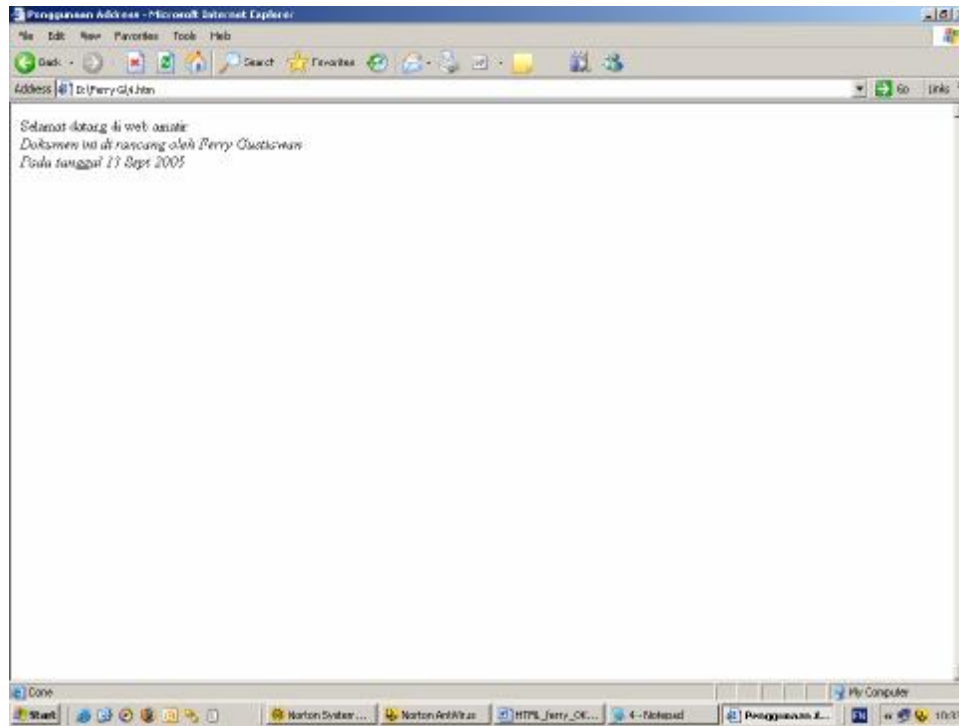 Penggunaan Address - Microsoft Internet Explorer
File Edit View Favorites Tools Help
Back Search Favorites
Address D:\Ferry G\4.htm Go Links
Selamat datang di web amatir
Dokumen ini di rancang oleh Ferry Gustiawan
Pada tanggal 13 Sept 2005
Done My Computer
Start Norton System ... Norton AntiVirus HTML_ferry_OK... 4 - Notepad Penggunaan A... EN